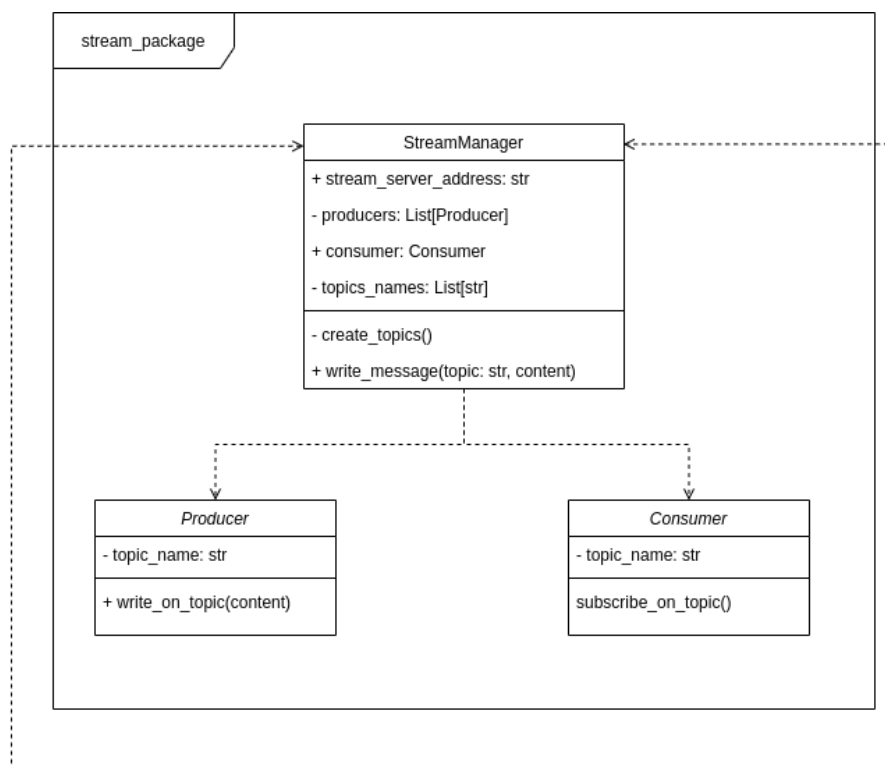 stream_package
StreamManager
+ stream_server_address: str
- producers: List[Producer]
+ consumer: Consumer
- topics_names: List[str]
- create_topics()
+ write_message(topic: str, content)
Producer
- topic_name: str
+ write_on_topic(content)
Consumer
- topic_name: str
subscribe_on_topic()